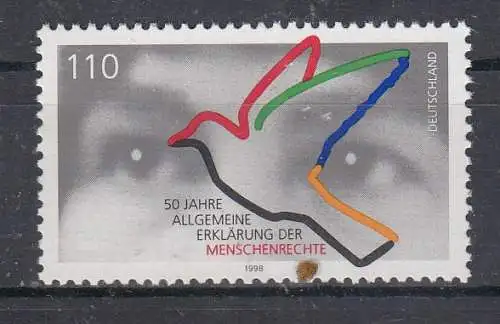 110
DEUTSCHLAND
50 JAHRE
ALLGEMEINE
ERKLÄRUNG DER
MENSCHENRECHTE
1998